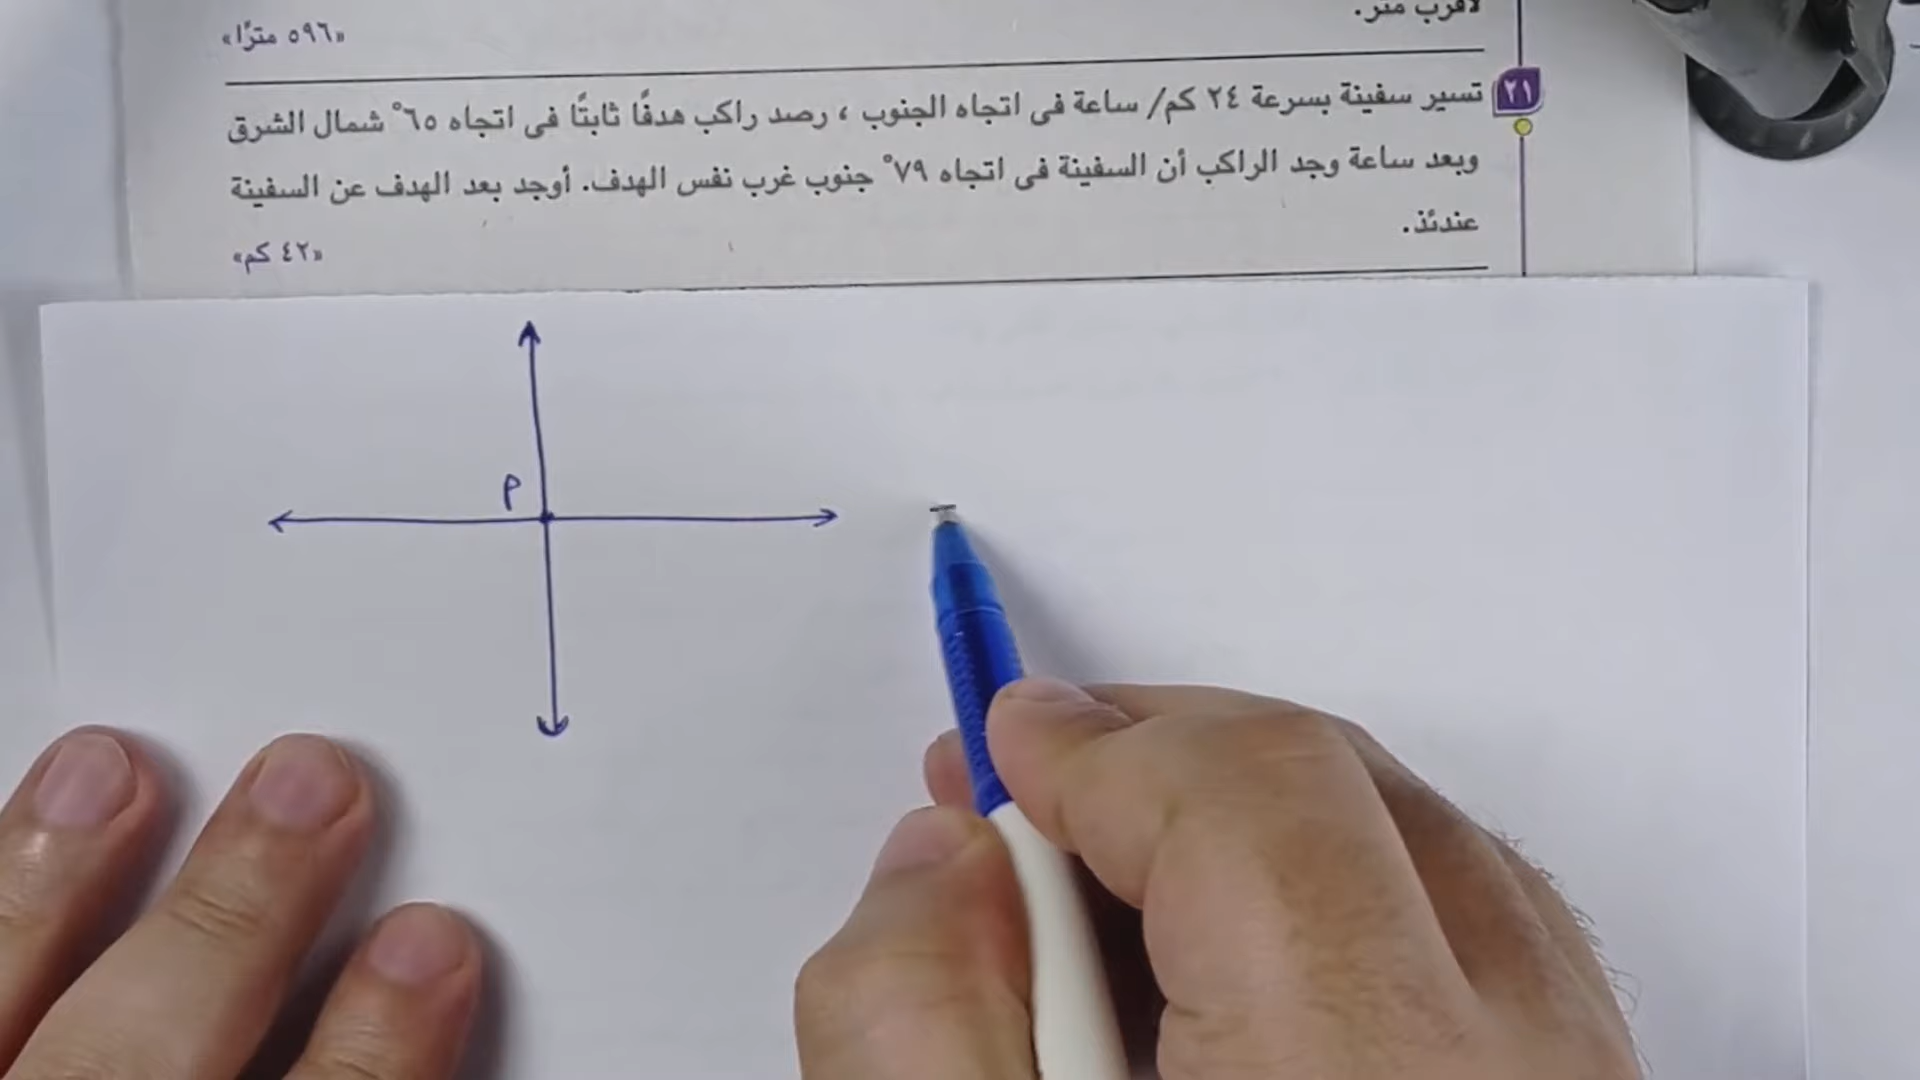 لأقرب متر.
«٥٩٦ مترًا»
٢١ تسير سفينة بسرعة ٢٤ كم/ ساعة فى اتجاه الجنوب ، رصد راكب هدفًا ثابتًا فى اتجاه ٦٥° شمال الشرق
وبعد ساعة وجد الراكب أن السفينة فى اتجاه ٧٩° جنوب غرب نفس الهدف. أوجد بعد الهدف عن السفينة
عندئذ.
«٤٢ كم»
م